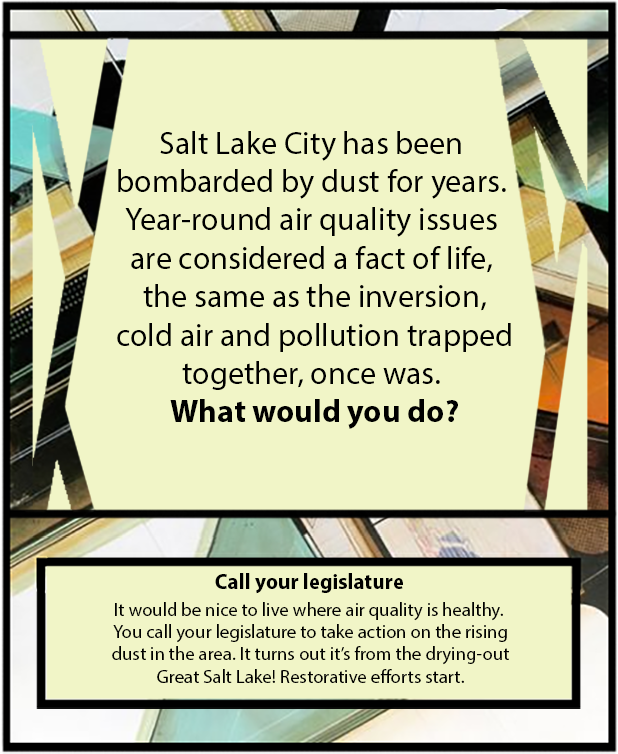 Salt Lake City has been
bombarded by dust for years.
Year-round air quality issues
are considered a fact of life,
the same as the inversion,
cold air and pollution trapped
together, once was.
What would you do?
Call your legislature
It would be nice to live where air quality is healthy.
You call your legislature to take action on the rising
dust in the area. It turns out it's from the drying-out
Great Salt Lake! Restorative efforts start.